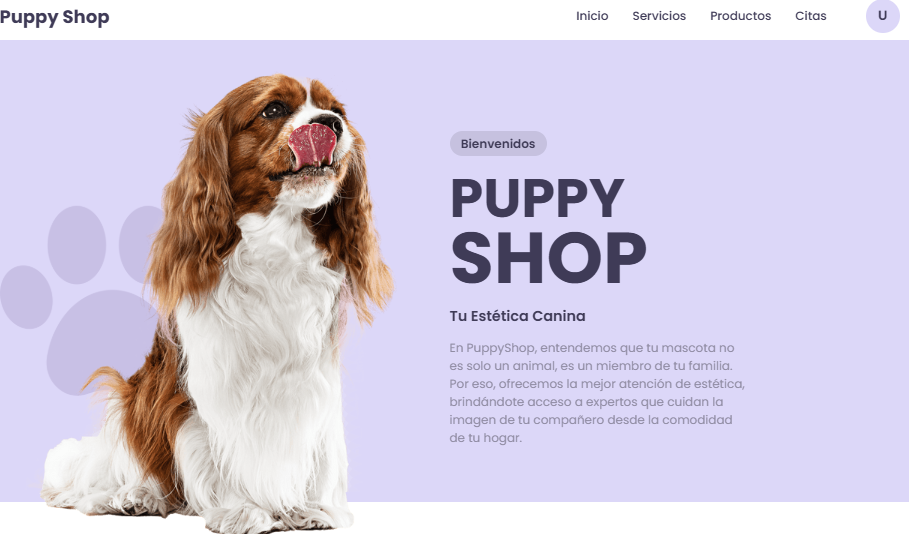 Puppy Shop
Inicio
Servicios
Productos
Citas
U
Bienvenidos
PUPPY
SHOP
Tu Estética Canina
En PuppyShop, entendemos que tu mascota no
es solo un animal, es un miembro de tu familia.
Por eso, ofrecemos la mejor atención de estética,
brindándote acceso a expertos que cuidan la
imagen de tu compañero desde la comodidad
de tu hogar.